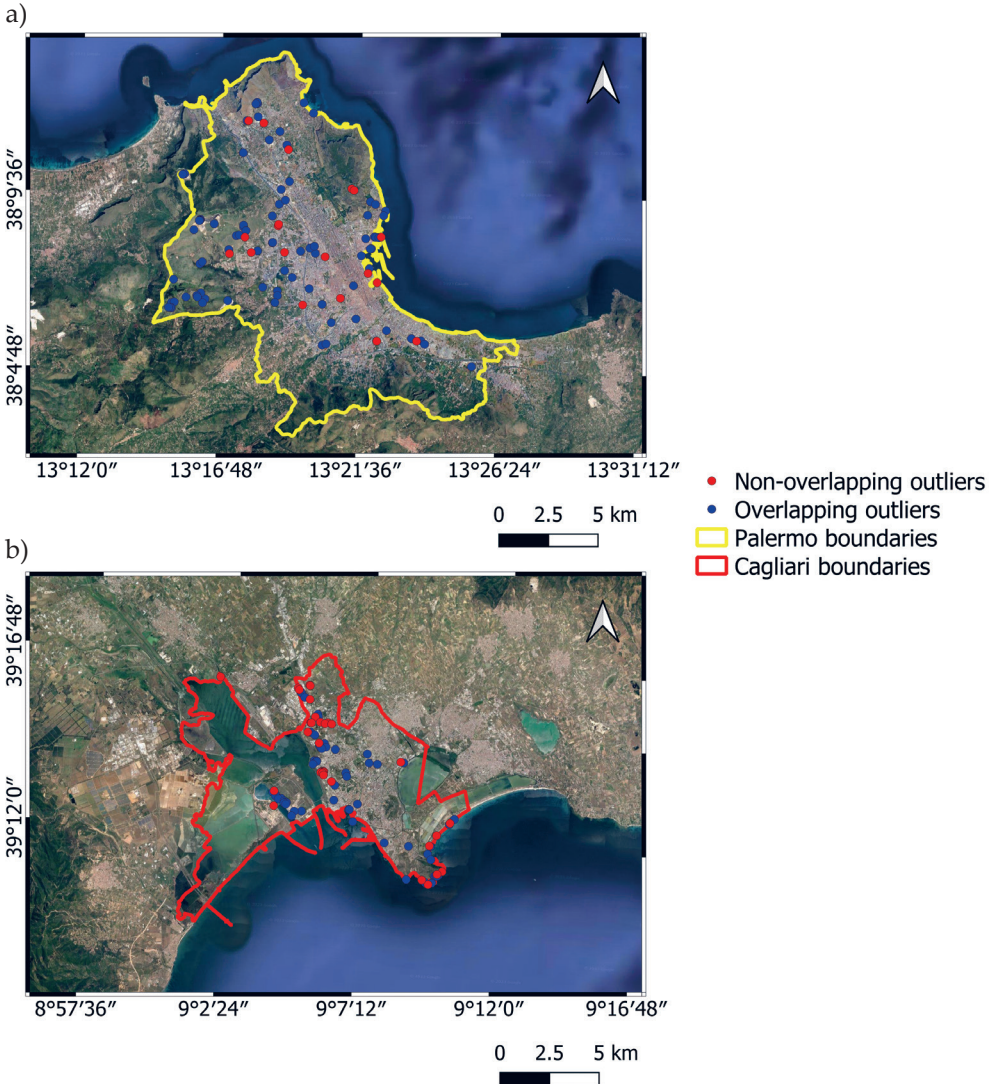 a)
38°9′36″
38°4′48″
13°12′0″ 13°16′48″ 13°21′36″ 13°26′24″ 13°31′12″
0 2.5 5 km
Non-overlapping outliers
Overlapping outliers
Palermo boundaries
Cagliari boundaries
b)
39°16′48″
39°12′0″
8°57′36″ 9°2′24″ 9°7′12″ 9°12′0″ 9°16′48″
0 2.5 5 km